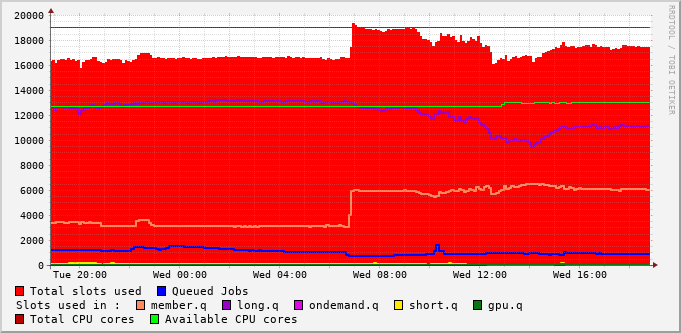 20000
18000
16000
14000
12000
10000
8000
6000
4000
2000
0
Tue 20:00 Wed 00:00 Wed 04:00 Wed 08:00 Wed 12:00 Wed 16:00
RRDTOOL / TOBI OETIKER
Total slots used Queued Jobs
Slots used in : member.q long.q ondemand.q short.q gpu.q
Total CPU cores Available CPU cores